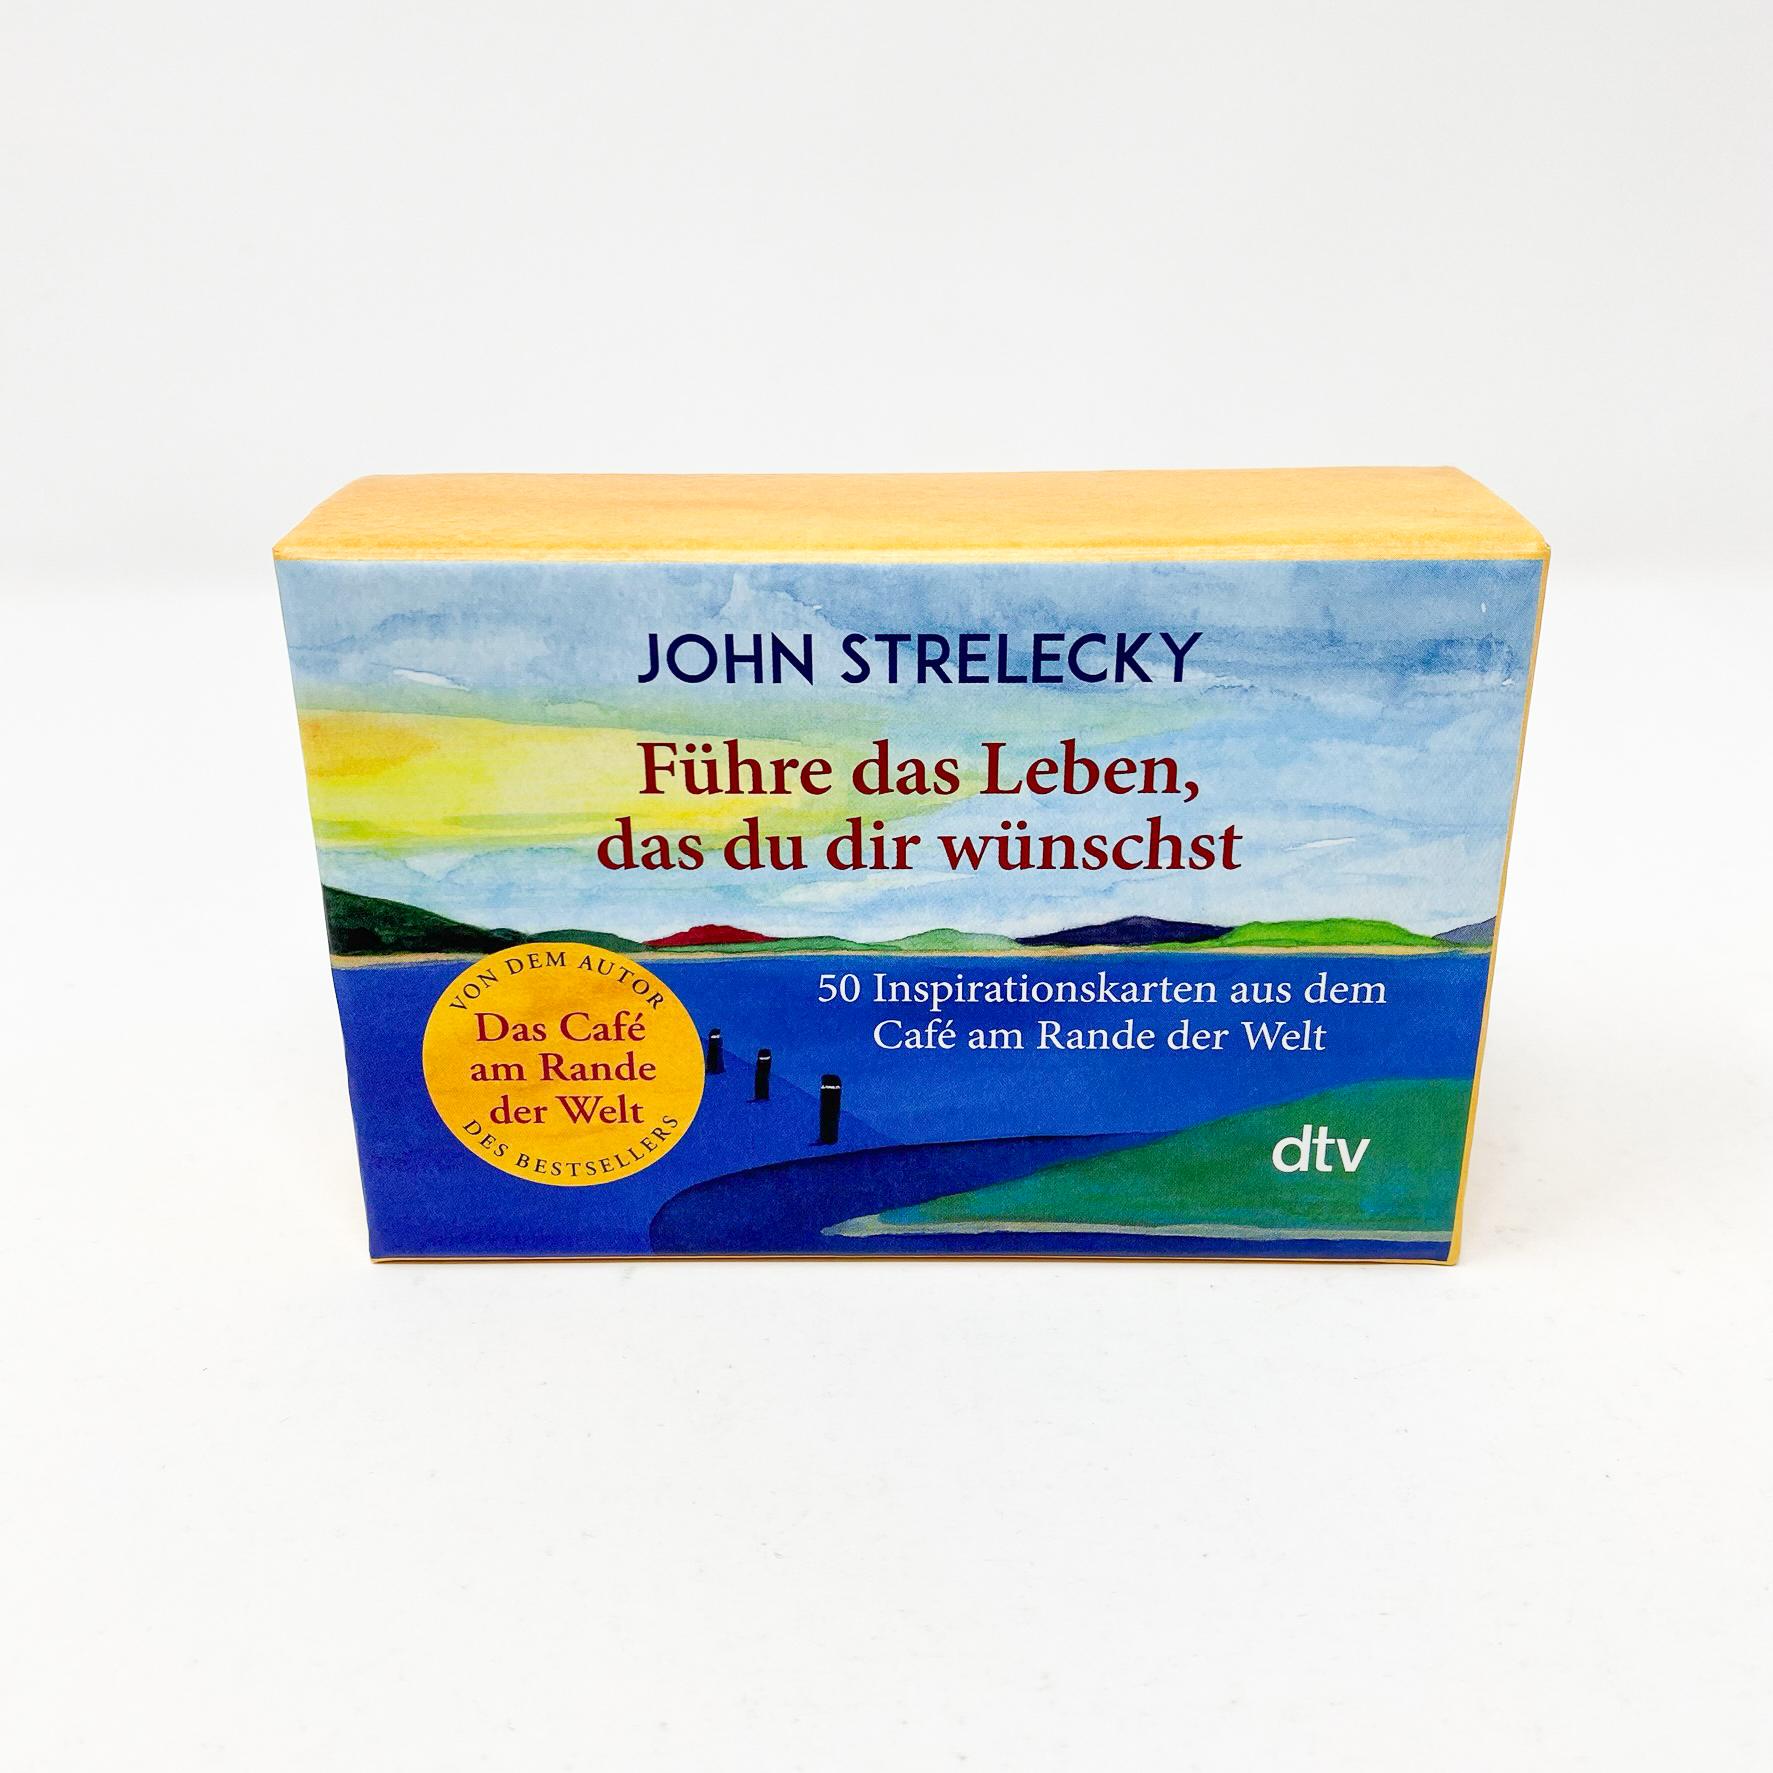 JOHN STRELECKY
Führe das Leben,
das du dir wünschst
50 Inspirationskarten aus dem
Café am Rande der Welt
VON DEM AUTOR
Das Café
am Rande
der Welt
DES BESTSELLERS
dtv